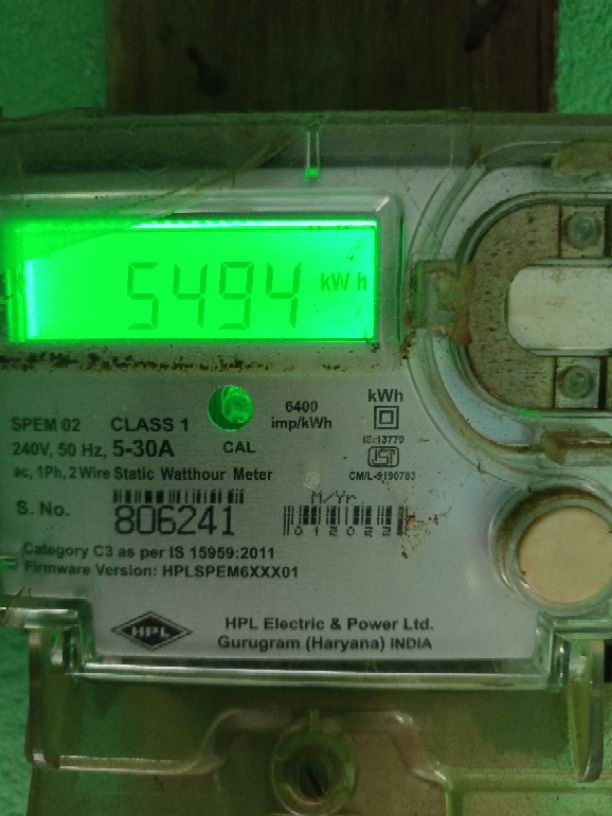 5494 kWh
6400
imp/kWh
kWh
SPEM 02 CLASS 1
240V, 50 Hz, 5-30A
CAL
IS:13779
ISI
CM/L-9190783
ac, 1Ph, 2 Wire Static Watthour Meter
M/Yr
S. No. 806241
012022
Category C3 as per IS 15959:2011
Firmware Version: HPLSPEM6XXX01
HPL
HPL Electric & Power Ltd.
Gurugram (Haryana) INDIA